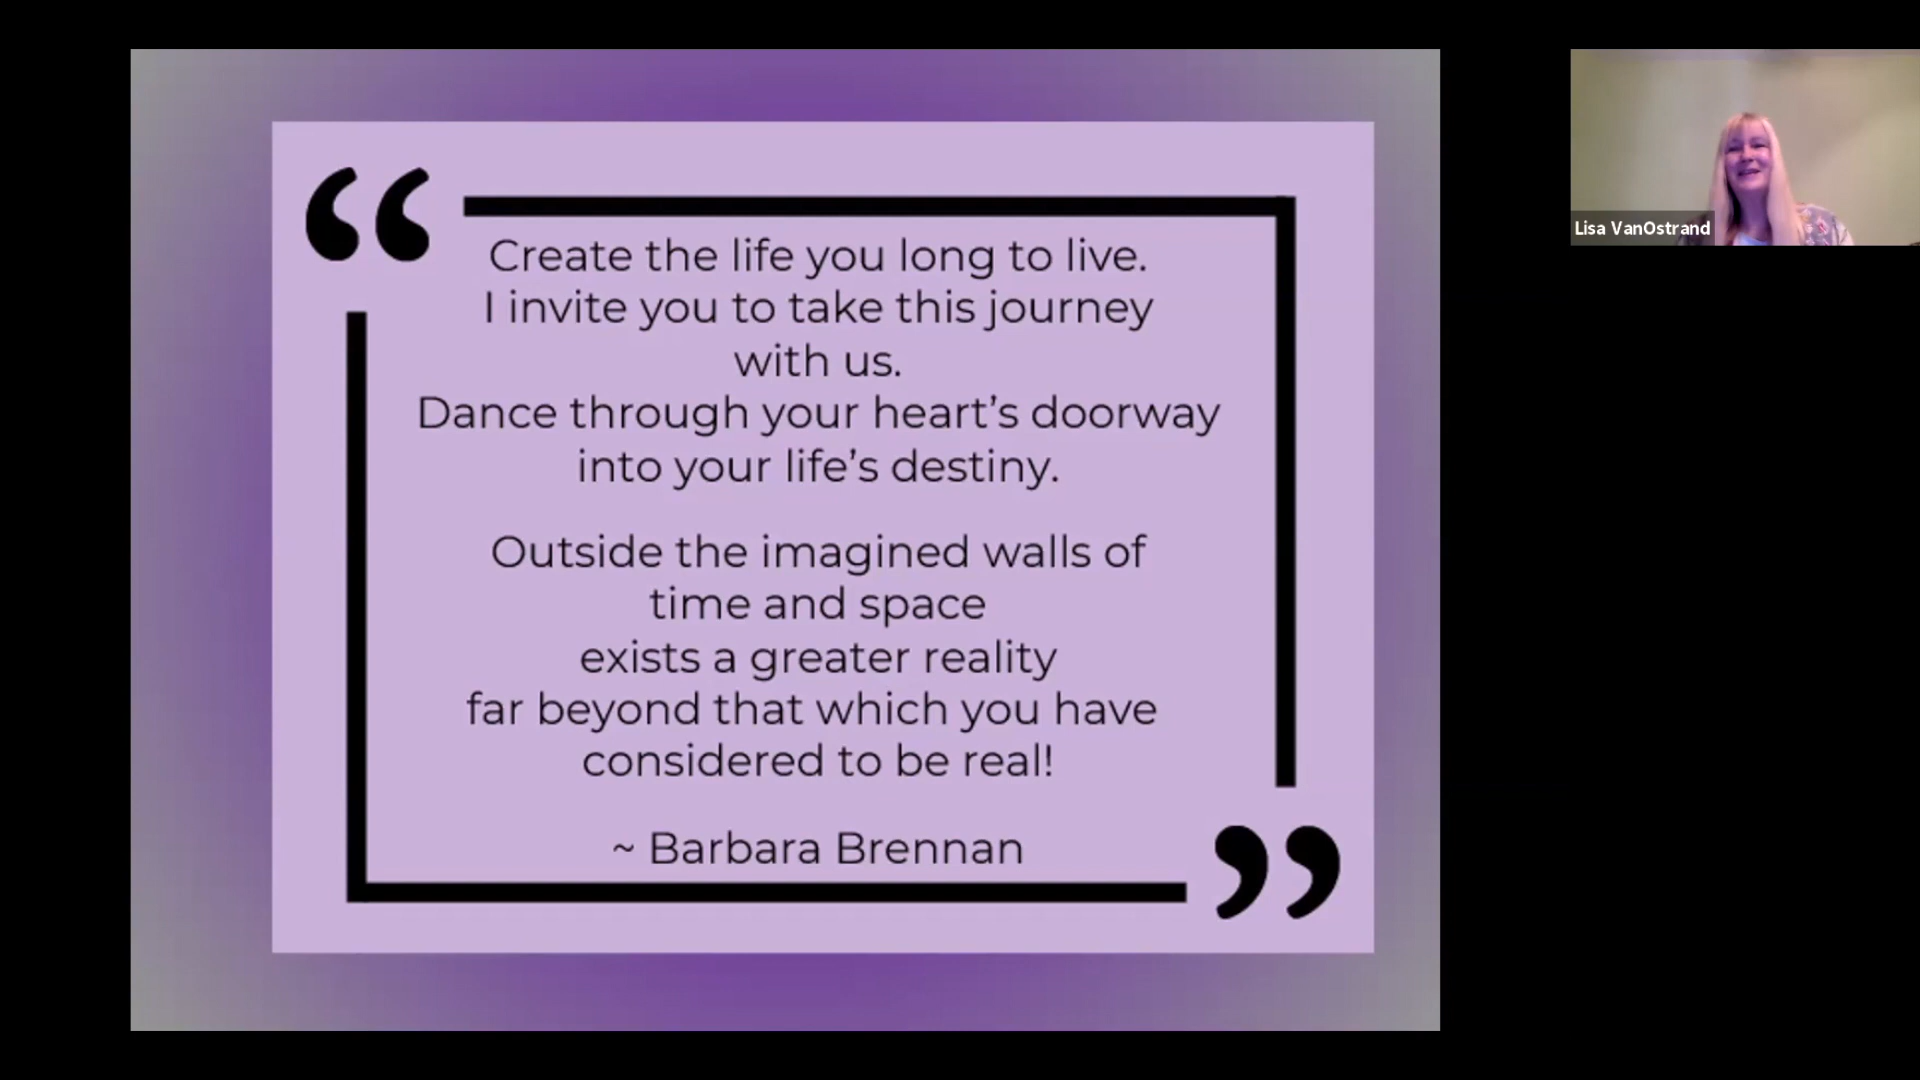 Create the life you long to live.
I invite you to take this journey
with us.
Dance through your heart’s doorway
into your life’s destiny.
Outside the imagined walls of
time and space
exists a greater reality
far beyond that which you have
considered to be real!
~ Barbara Brennan
Lisa VanOstrand